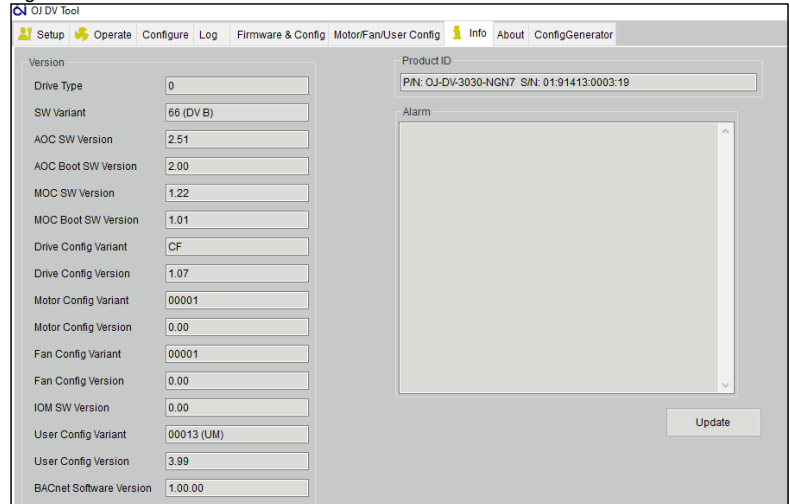 OJ DV Tool
Setup Operate Configure Log Firmware & Config Motor/Fan/User Config Info About ConfigGenerator
Version
Drive Type 0
SW Variant 66 (DV B)
AOC SW Version 2.51
AOC Boot SW Version 2.00
MOC SW Version 1.22
MOC Boot SW Version 1.01
Drive Config Variant CF
Drive Config Version 1.07
Motor Config Variant 00001
Motor Config Version 0.00
Fan Config Variant 00001
Fan Config Version 0.00
IOM SW Version 0.00
User Config Variant 00013 (UM)
User Config Version 3.99
BACnet Software Version 1.00.00
Product ID
P/N: OJ-DV-3030-NGN7 S/N: 01:91413:0003:19
Alarm
Update